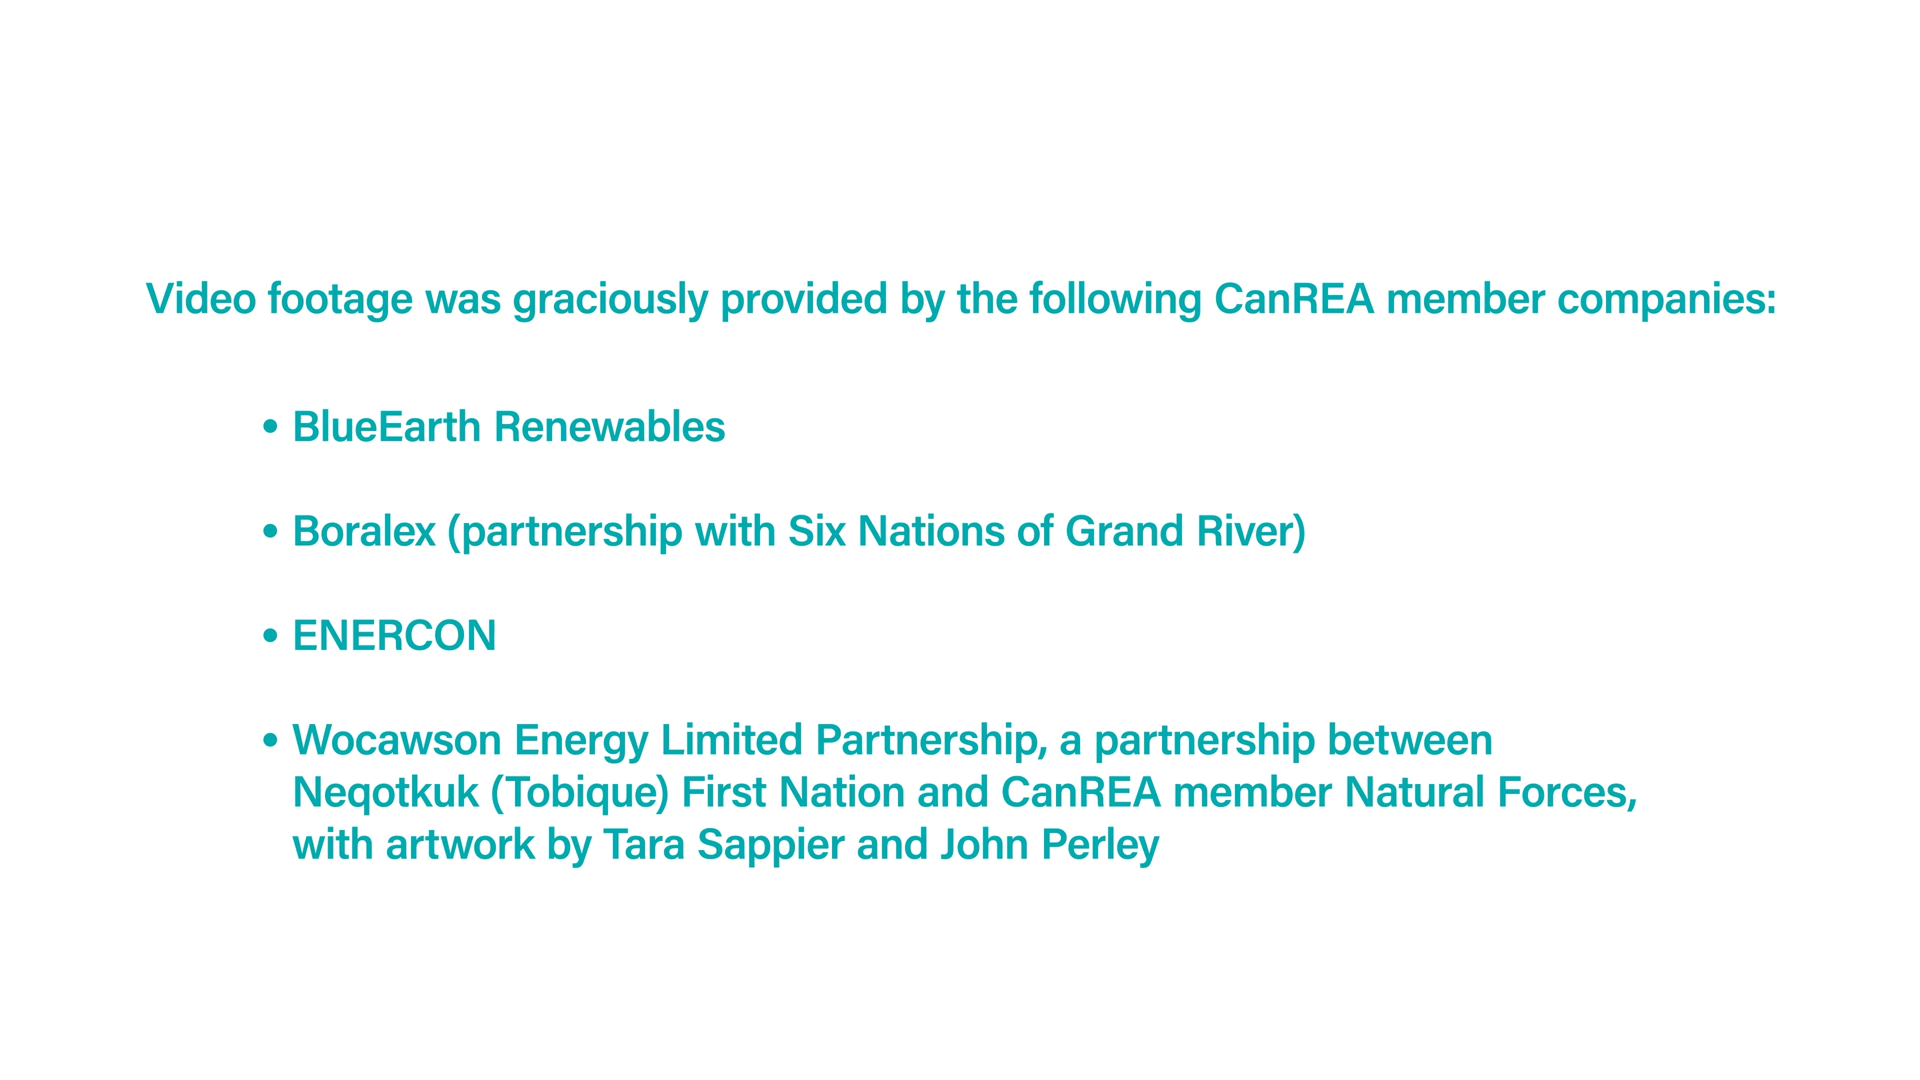 Video footage was graciously provided by the following CanREA member companies:
• BlueEarth Renewables
• Boralex (partnership with Six Nations of Grand River)
• ENERCON
• Wocawson Energy Limited Partnership, a partnership between
Neqotkuk (Tobique) First Nation and CanREA member Natural Forces,
with artwork by Tara Sappier and John Perley